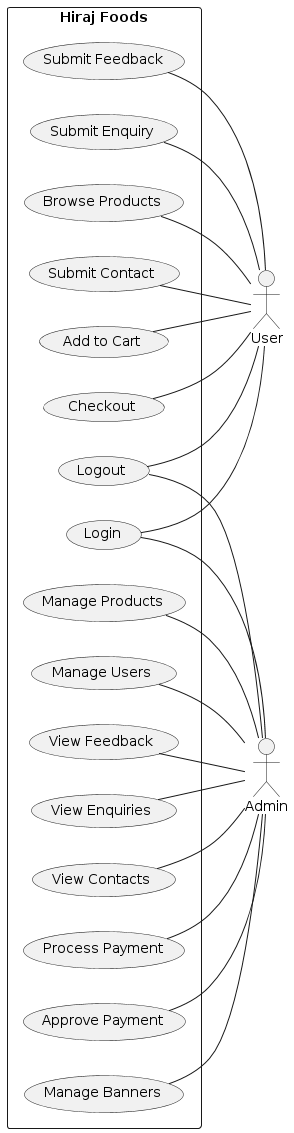 Hiraj Foods
Submit Feedback
Submit Enquiry
Browse Products
Submit Contact
Add to Cart
User
Checkout
Logout
Login
Manage Products
Manage Users
View Feedback
Admin
View Enquiries
View Contacts
Process Payment
Approve Payment
Manage Banners